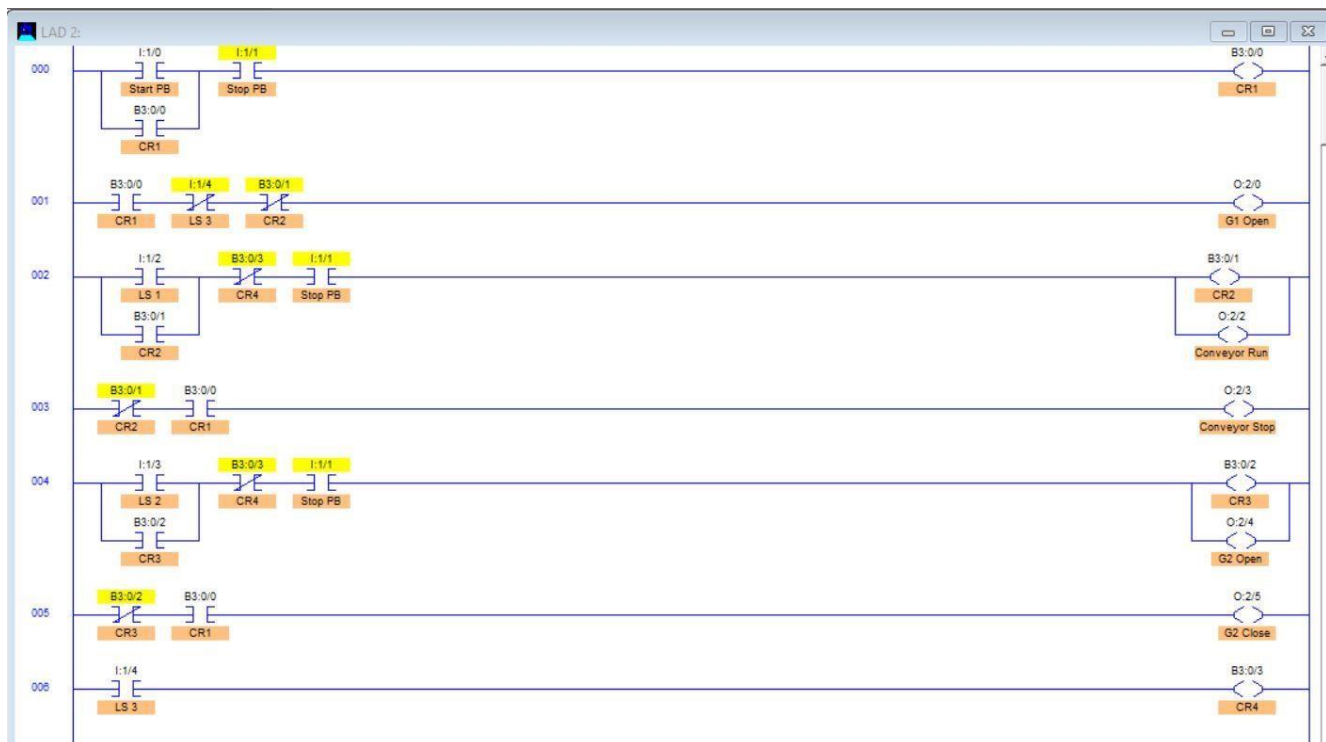 LAD 2:
I:1/0 I:1/1 B3:0/0
000
Start PB Stop PB CR1
B3:0/0
CR1
B3:0/0 I:1/4 B3:0/1 O:2/0
001
CR1 LS 3 CR2 G1 Open
I:1/2 B3:0/3 I:1/1 B3:0/1
002
LS 1 CR4 Stop PB CR2
B3:0/1 O:2/2
CR2 Conveyor Run
B3:0/1 B3:0/0 O:2/3
003
CR2 CR1 Conveyor Stop
I:1/3 B3:0/3 I:1/1 B3:0/2
004
LS 2 CR4 Stop PB CR3
B3:0/2 O:2/4
CR3 G2 Open
B3:0/2 B3:0/0 O:2/5
005
CR3 CR1 G2 Close
I:1/4 B3:0/3
006
LS 3 CR4